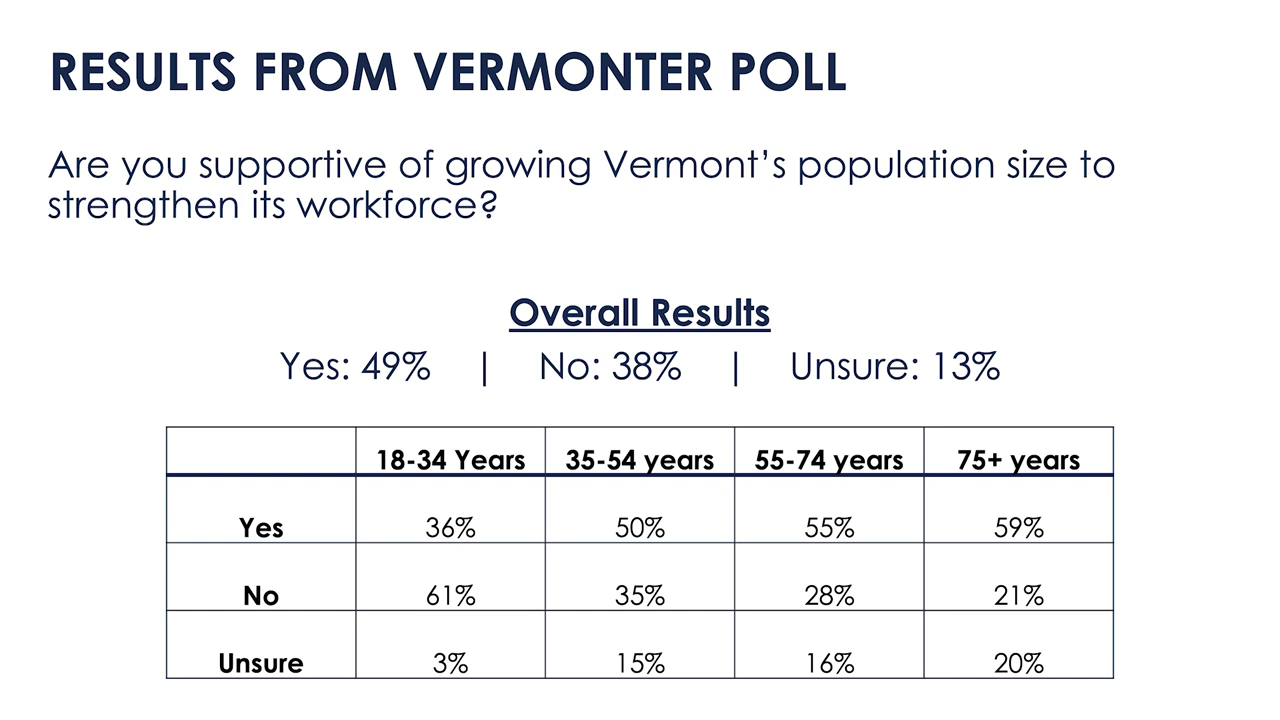 RESULTS FROM VERMONTER POLL
Are you supportive of growing Vermont’s population size to
strengthen its workforce?
Overall Results
Yes: 49% | No: 38% | Unsure: 13%
18-34 Years 35-54 years 55-74 years 75+ years
Yes 36% 50% 55% 59%
No 61% 35% 28% 21%
Unsure 3% 15% 16% 20%